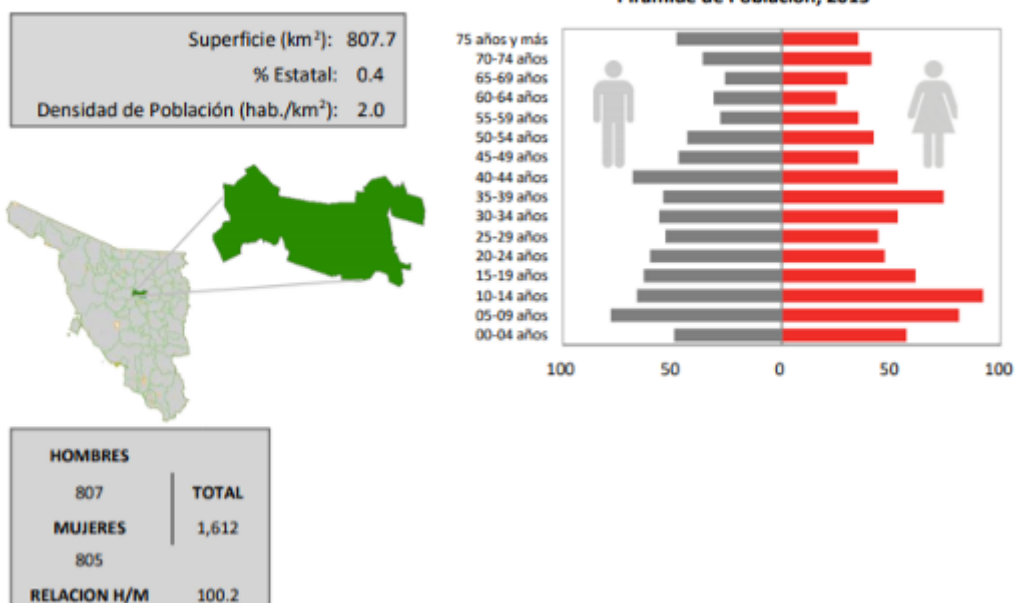 Superficie (km²): 807.7
% Estatal: 0.4
Densidad de Población (hab./km²): 2.0
Pirámide de Población, 2015
75 años y más
70-74 años
65-69 años
60-64 años
55-59 años
50-54 años
45-49 años
40-44 años
35-39 años
30-34 años
25-29 años
20-24 años
15-19 años
10-14 años
05-09 años
00-04 años
100 50 0 50 100
HOMBRES
807 TOTAL
MUJERES 1,612
805
RELACION H/M 100.2